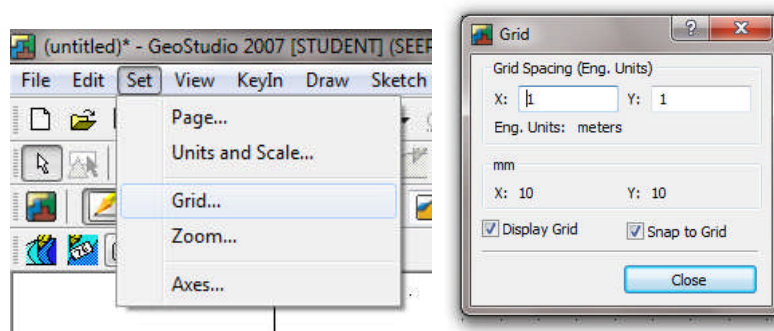 (untitled)* - GeoStudio 2007 [STUDENT] (SEEP
File Edit Set View KeyIn Draw Sketch
Page...
Units and Scale...
Grid...
Zoom...
Axes...
Grid
Grid Spacing (Eng. Units)
X: 1 Y: 1
Eng. Units: meters
mm
X: 10 Y: 10
Display Grid Snap to Grid
Close